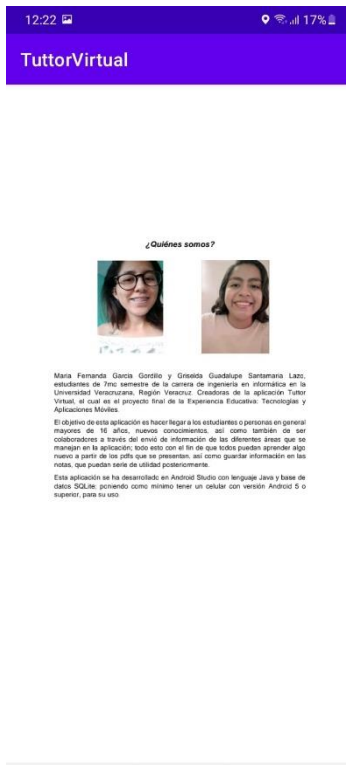 12:22 17%
TuttorVirtual
¿Quiénes somos?
Maria Fernanda Garcia Gordillo y Griselda Guadalupe Santamaria Lazo,
estudiantes de 7mo semestre de la carrera de ingeniería en informática en la
Universidad Veracruzana, Región Veracruz. Creadoras de la aplicación Tuttor
Virtual, el cual es el proyecto final de la Experiencia Educativa: Tecnologías y
Aplicaciones Móviles.
El objetivo de esta aplicación es hacer llegar a los estudiantes o personas en general
mayores de 16 años, nuevos conocimientos, así como también de ser
colaboradores a través del envió de información de las diferentes áreas que se
manejan en la aplicación; todo esto con el fin de que todos puedan aprender algo
nuevo a partir de los pdfs que se presentan, así como guardar información en las
notas, que puedan serle de utilidad posteriormente.
Esta aplicación se ha desarrollado en Android Studio con lenguaje Java y base de
datos SQLite; poniendo como mínimo tener un celular con versión Android 5 o
superior, para su uso.